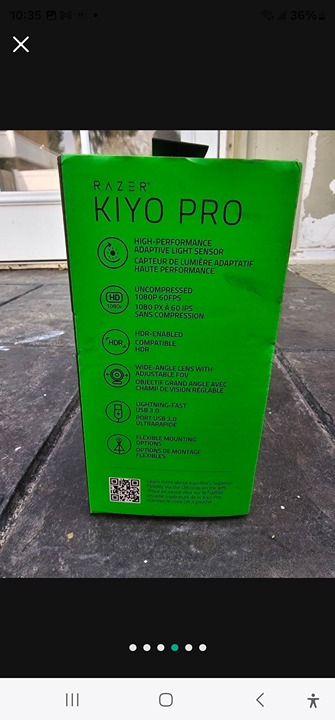 10:35
36%
RAZER™
KIYO PRO
HIGH-PERFORMANCE
ADAPTIVE LIGHT SENSOR
CAPTEUR DE LUMIÈRE ADAPTATIF
HAUTE PERFORMANCE
HD
1080P
UNCOMPRESSED
1080P 60FPS
1080 PX À 60 IPS
SANS COMPRESSION
HDR
HDR-ENABLED
COMPATIBLE
HDR
WIDE-ANGLE LENS WITH
ADJUSTABLE FOV
OBJECTIF GRAND ANGLE AVEC
CHAMP DE VISION RÉGLABLE
LIGHTNING-FAST
USB 3.0
PORT USB 3.0
ULTRARAPIDE
FLEXIBLE MOUNTING
OPTIONS
OPTIONS DE MONTAGE
FLEXIBLES